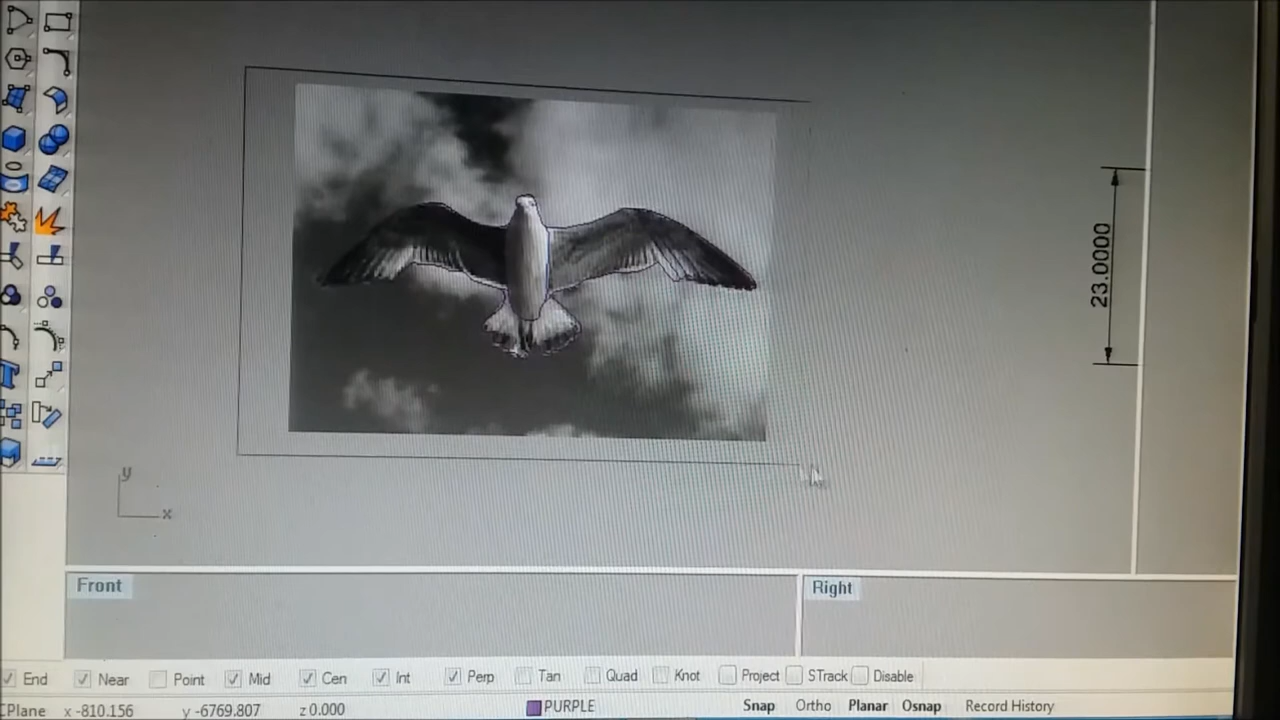 23.0000
y
x
Front
Right
End Near Point Mid Cen Int Perp Tan Quad Knot Project STrack Disable
CPlane x -810.156 y -6769.807 z 0.000 PURPLE Snap Ortho Planar Osnap Record History